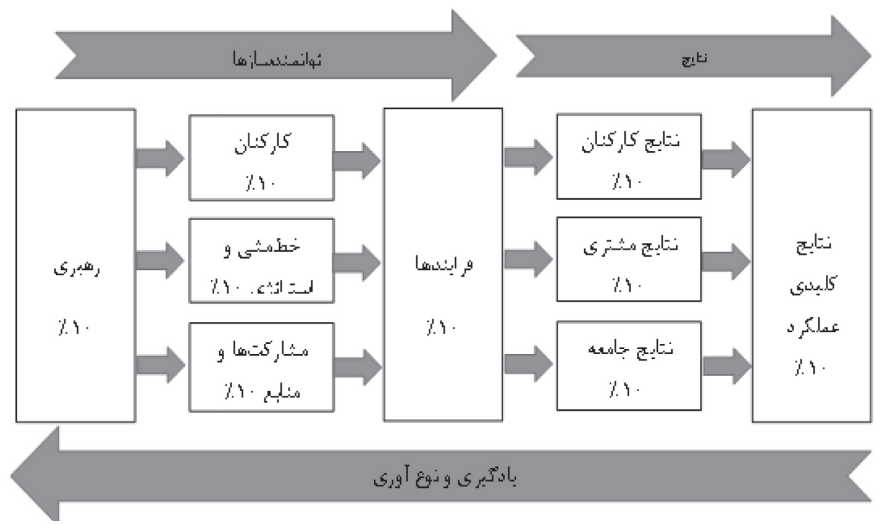 توانمندسازها
نتایج
رهبری
٪۱۰
کارکنان
٪۱۰
خط‌مشی و
استراتژی ۱۰٪
مشارکت‌ها و
منابع ۱۰٪
فرایندها
٪۱۰
نتایج کارکنان
٪۱۰
نتایج مشتری
٪۱۰
نتایج جامعه
٪۱۰
نتایج
کلیدی
عملکرد
٪۱۰
یادگیری و نوع آوری